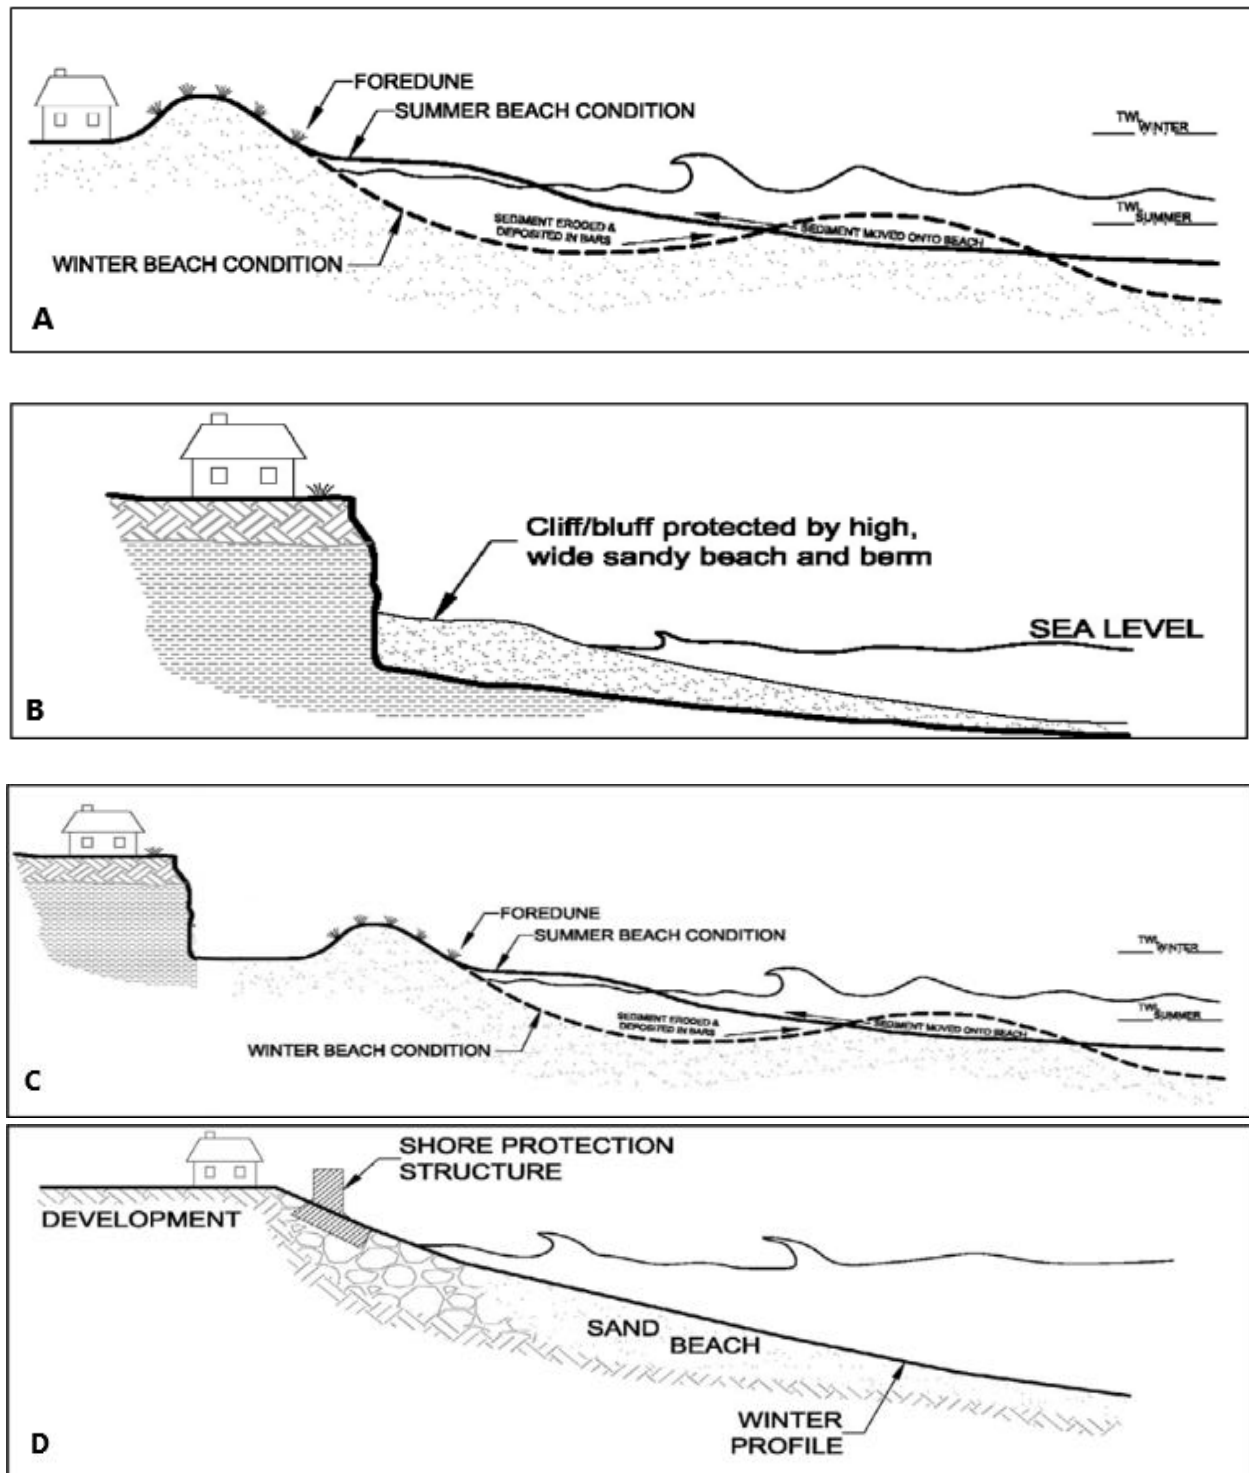 FOREDUNE
SUMMER BEACH CONDITION
TWL
WINTER
SEDIMENT ERODED &
DEPOSITED IN BARS
SEDIMENT MOVED ONTO BEACH
TWL
SUMMER
WINTER BEACH CONDITION
A
Cliff/bluff protected by high,
wide sandy beach and berm
SEA LEVEL
B
FOREDUNE
SUMMER BEACH CONDITION
TWL
WINTER
SEDIMENT ERODED &
DEPOSITED IN BARS
SEDIMENT MOVED ONTO BEACH
TWL
SUMMER
WINTER BEACH CONDITION
C
SHORE PROTECTION
STRUCTURE
DEVELOPMENT
SAND
BEACH
WINTER
PROFILE
D